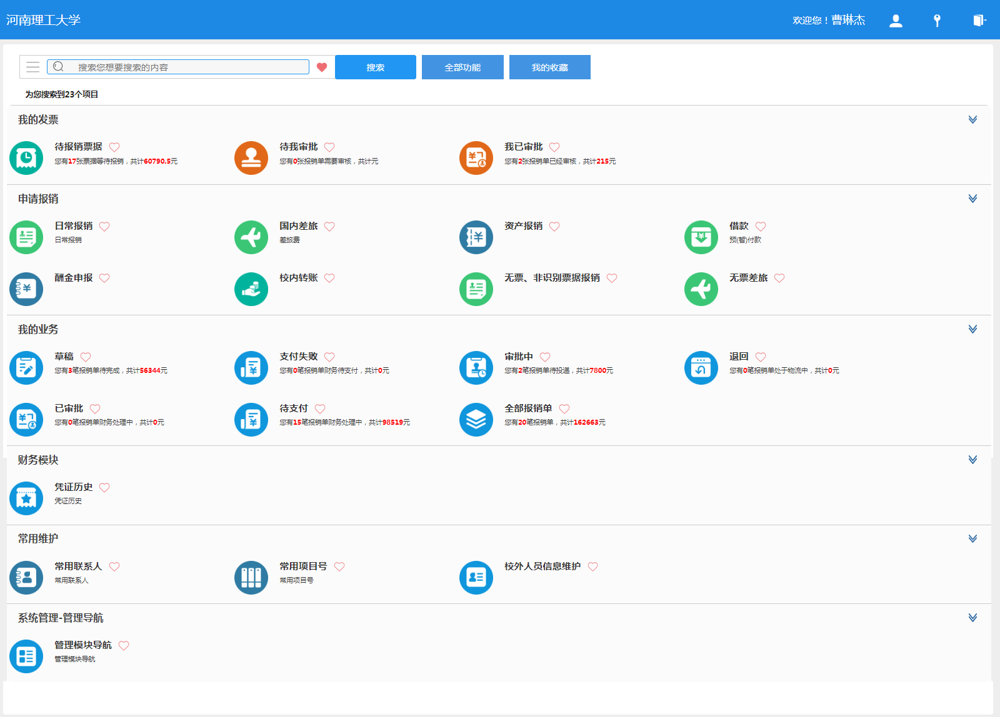 河南理工大学
欢迎您！曹琳杰
搜索您想要搜索的内容
搜索
全部功能
我的收藏
为您搜索到23个项目
我的发票
待报销票据
您有17张票据等待报销，共计60790.5元
待我审批
您有0张报销单需要审核，共计元
我已审批
您有2张报销单已经审核，共计215元
申请报销
日常报销
日常报销
国内差旅
差旅费
资产报销
借款
预(暂)付款
酬金申报
校内转账
无票、非识别票据报销
无票差旅
我的业务
草稿
您有3笔报销单待完成，共计56344元
支付失败
您有0笔报销单财务待支付，共计0元
审批中
您有2笔报销单待投递，共计7800元
退回
您有0笔报销单处于物流中，共计0元
已审批
您有0笔报销单财务处理中，共计0元
待支付
您有15笔报销单财务处理中，共计98519元
全部报销单
您有20笔报销单，共计162663元
财务模块
凭证历史
凭证历史
常用维护
常用联系人
常用联系人
常用项目号
常用项目号
校外人员信息维护
系统管理-管理导航
管理模块导航
管理模块导航